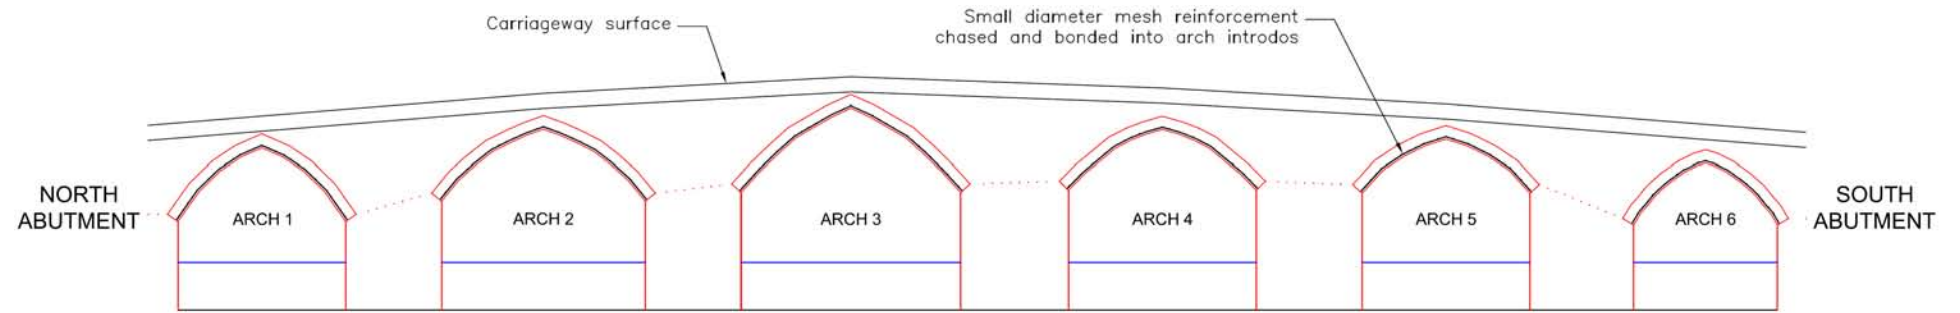 Carriageway surface
Small diameter mesh reinforcement
chased and bonded into arch introdos
NORTH
ABUTMENT
ARCH 1
ARCH 2
ARCH 3
ARCH 4
ARCH 5
ARCH 6
SOUTH
ABUTMENT